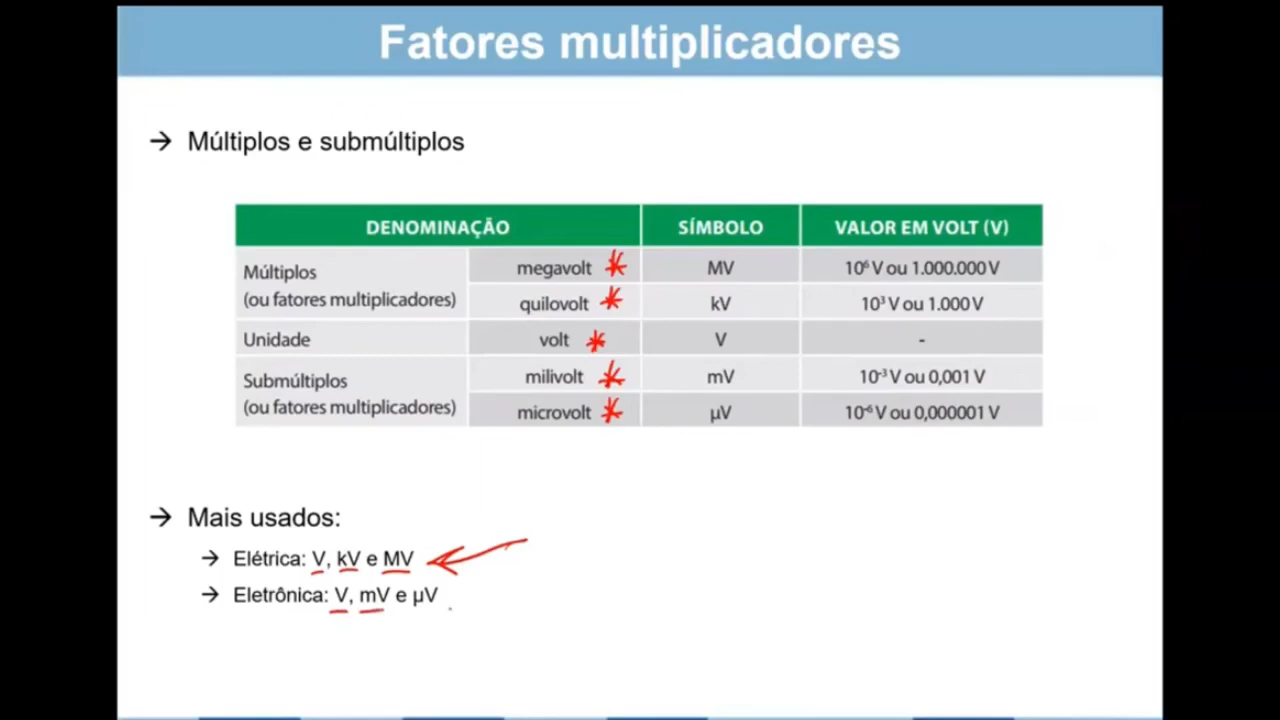 Fatores multiplicadores
→ Múltiplos e submúltiplos
DENOMINAÇÃO SÍMBOLO VALOR EM VOLT (V)
Múltiplos
(ou fatores multiplicadores)
megavolt MV 10⁶ V ou 1.000.000 V
quilovolt kV 10³ V ou 1.000 V
Unidade volt V -
Submúltiplos
(ou fatores multiplicadores)
milivolt mV 10⁻³ V ou 0,001 V
microvolt µV 10⁻⁶ V ou 0,000001 V
→ Mais usados:
→ Elétrica: V, kV e MV
→ Eletrônica: V, mV e µV